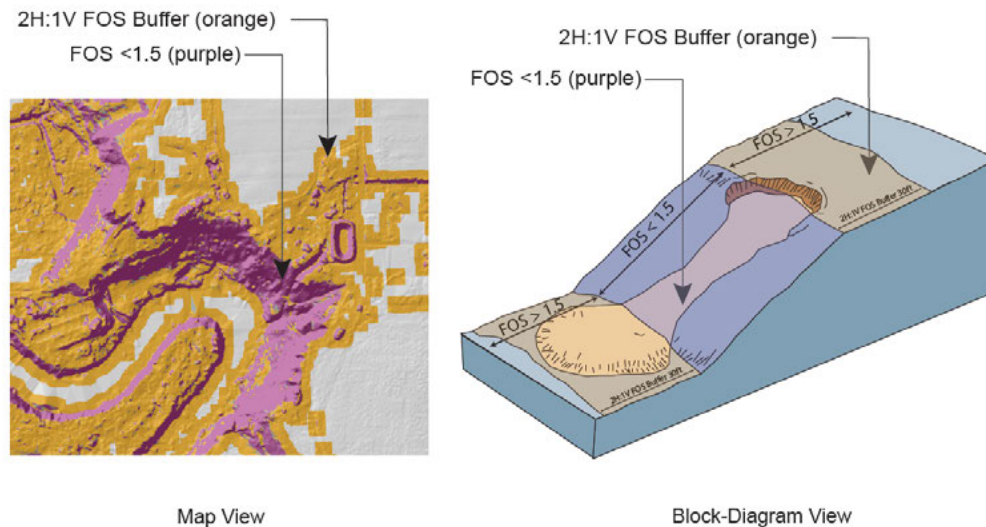 2H:1V FOS Buffer (orange)
FOS <1.5 (purple)
2H:1V FOS Buffer (orange)
FOS <1.5 (purple)
FOS > 1.5
2H:1V FOS Buffer 30ft
FOS < 1.5
FOS > 1.5
2H:1V FOS Buffer 30ft
Map View
Block-Diagram View